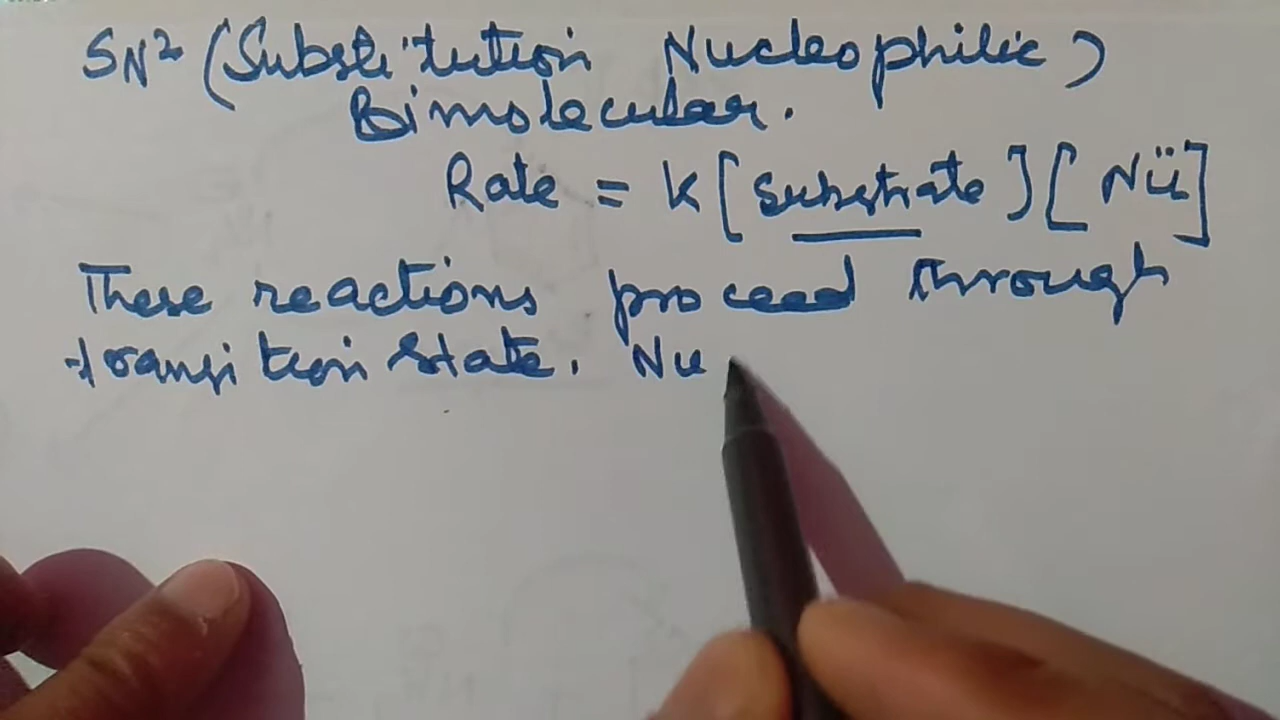 SN2 (Substitution Nucleophilic)
Bimolecular.
Rate = K[Substrate][Nü]
These reactions proceed through
transition state. Nu